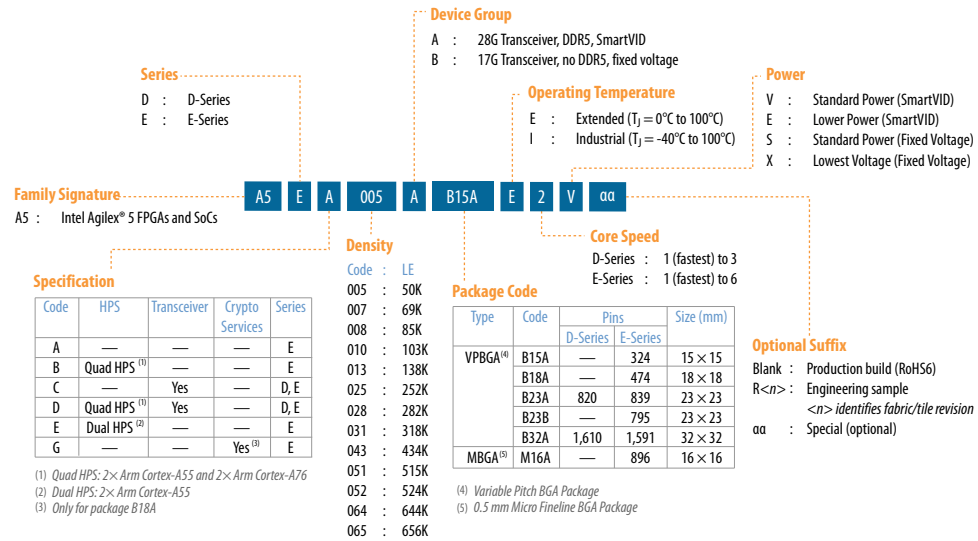 Device Group
A : 28G Transceiver, DDR5, SmartVID
B : 17G Transceiver, no DDR5, fixed voltage
Series
D : D-Series
E : E-Series
Operating Temperature
E : Extended (TJ = 0°C to 100°C)
I : Industrial (TJ = -40°C to 100°C)
Power
V : Standard Power (SmartVID)
E : Lower Power (SmartVID)
S : Standard Power (Fixed Voltage)
X : Lowest Voltage (Fixed Voltage)
Family Signature
A5 : Intel Agilex® 5 FPGAs and SoCs
A5 E A 005 A B15A E 2 V αα
Specification
Code HPS Transceiver Crypto Services Series
A — — — E
B Quad HPS (1) — — E
C — Yes — D, E
D Quad HPS (1) Yes — D, E
E Dual HPS (2) — — E
G — — Yes (3) E
(1) Quad HPS: 2× Arm Cortex-A55 and 2× Arm Cortex-A76
(2) Dual HPS: 2× Arm Cortex-A55
(3) Only for package B18A
Density
Code : LE
005 : 50K
007 : 69K
008 : 85K
010 : 103K
013 : 138K
025 : 252K
028 : 282K
031 : 318K
043 : 434K
051 : 515K
052 : 524K
064 : 644K
065 : 656K
Core Speed
D-Series : 1 (fastest) to 3
E-Series : 1 (fastest) to 6
Package Code
Type Code Pins Size (mm)
D-Series E-Series
VPBGA(4) B15A — 324 15 × 15
B18A — 474 18 × 18
B23A 820 839 23 × 23
B23B — 795 23 × 23
B32A 1,610 1,591 32 × 32
MBGA(5) M16A — 896 16 × 16
(4) Variable Pitch BGA Package
(5) 0.5 mm Micro Fineline BGA Package
Optional Suffix
Blank : Production build (RoHS6)
R<n> : Engineering sample
<n> identifies fabric/tile revision
αα : Special (optional)